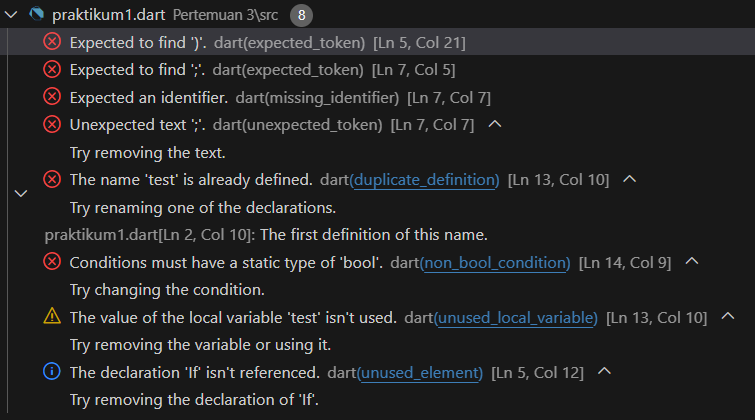 praktikum1.dart Pertemuan 3\src 8
Expected to find ')'. dart(expected_token) [Ln 5, Col 21]
Expected to find ';'. dart(expected_token) [Ln 7, Col 5]
Expected an identifier. dart(missing_identifier) [Ln 7, Col 7]
Unexpected text ';'. dart(unexpected_token) [Ln 7, Col 7]
Try removing the text.
The name 'test' is already defined. dart(duplicate_definition) [Ln 13, Col 10]
Try renaming one of the declarations.
praktikum1.dart[Ln 2, Col 10]: The first definition of this name.
Conditions must have a static type of 'bool'. dart(non_bool_condition) [Ln 14, Col 9]
Try changing the condition.
The value of the local variable 'test' isn't used. dart(unused_local_variable) [Ln 13, Col 10]
Try removing the variable or using it.
The declaration 'If' isn't referenced. dart(unused_element) [Ln 5, Col 12]
Try removing the declaration of 'If'.